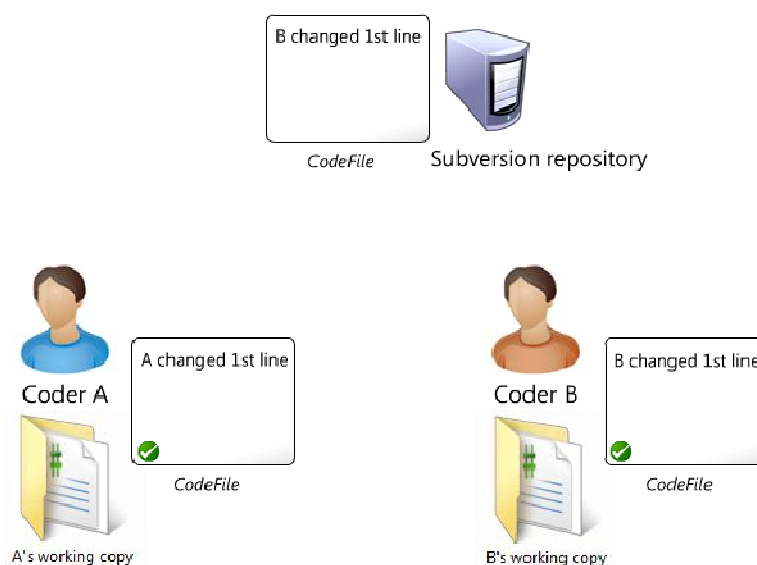 B changed 1st line
CodeFile
Subversion repository
A changed 1st line
B changed 1st line
Coder A
Coder B
CodeFile
CodeFile
A's working copy
B's working copy